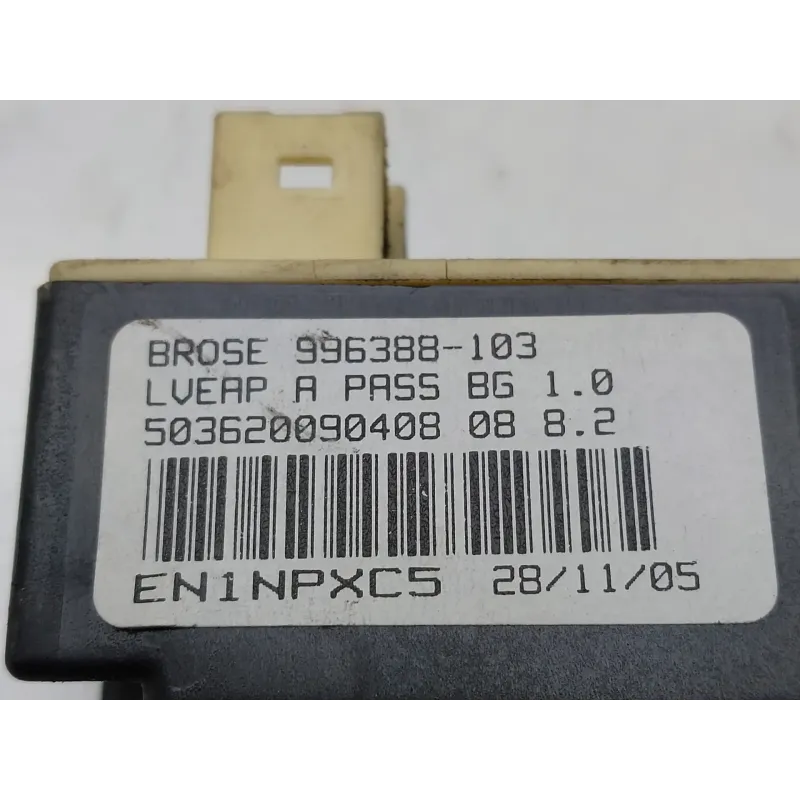 BROSE 996388-103
LVEAP A PASS BG 1.0
503620090408 08 8.2
EN1NPXC5 28/11/05